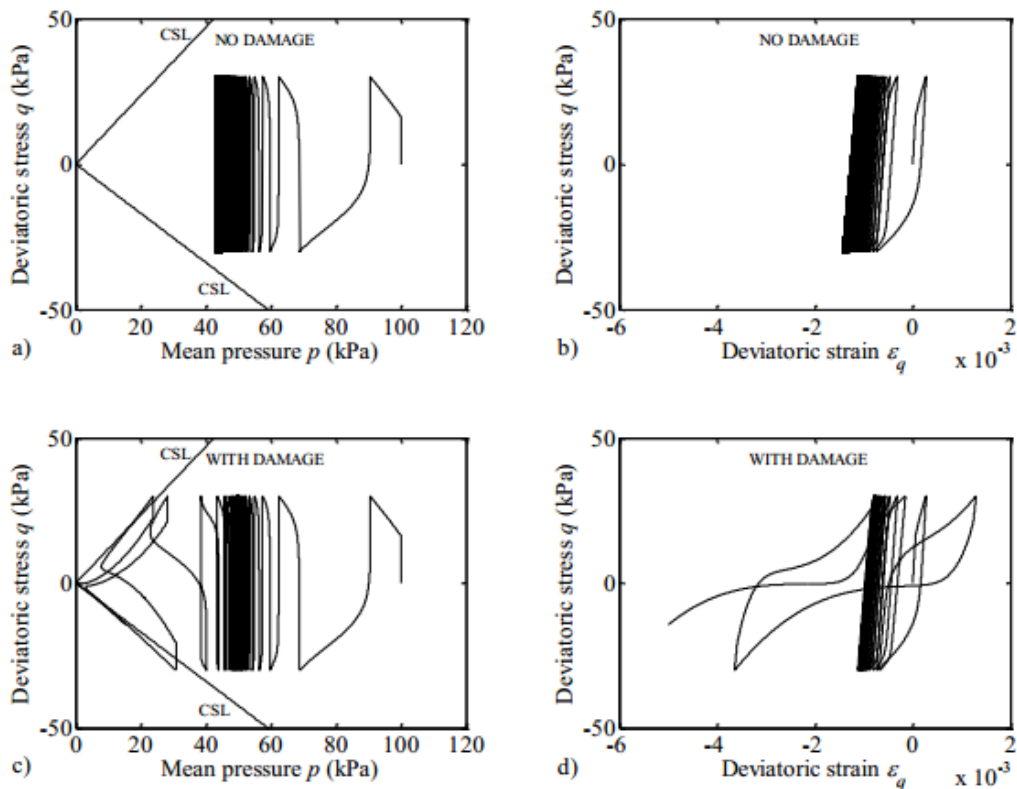 50
CSL
NO DAMAGE
Deviatoric stress q (kPa)
0
CSL
-50
0 20 40 60 80 100 120
a)
Mean pressure p (kPa)
50
NO DAMAGE
Deviatoric stress q (kPa)
0
-50
-6 -4 -2 0 2
b)
Deviatoric strain εq
x 10⁻³
50
CSL
WITH DAMAGE
Deviatoric stress q (kPa)
0
CSL
-50
0 20 40 60 80 100 120
c)
Mean pressure p (kPa)
50
WITH DAMAGE
Deviatoric stress q (kPa)
0
-50
-6 -4 -2 0 2
d)
Deviatoric strain εq
x 10⁻³